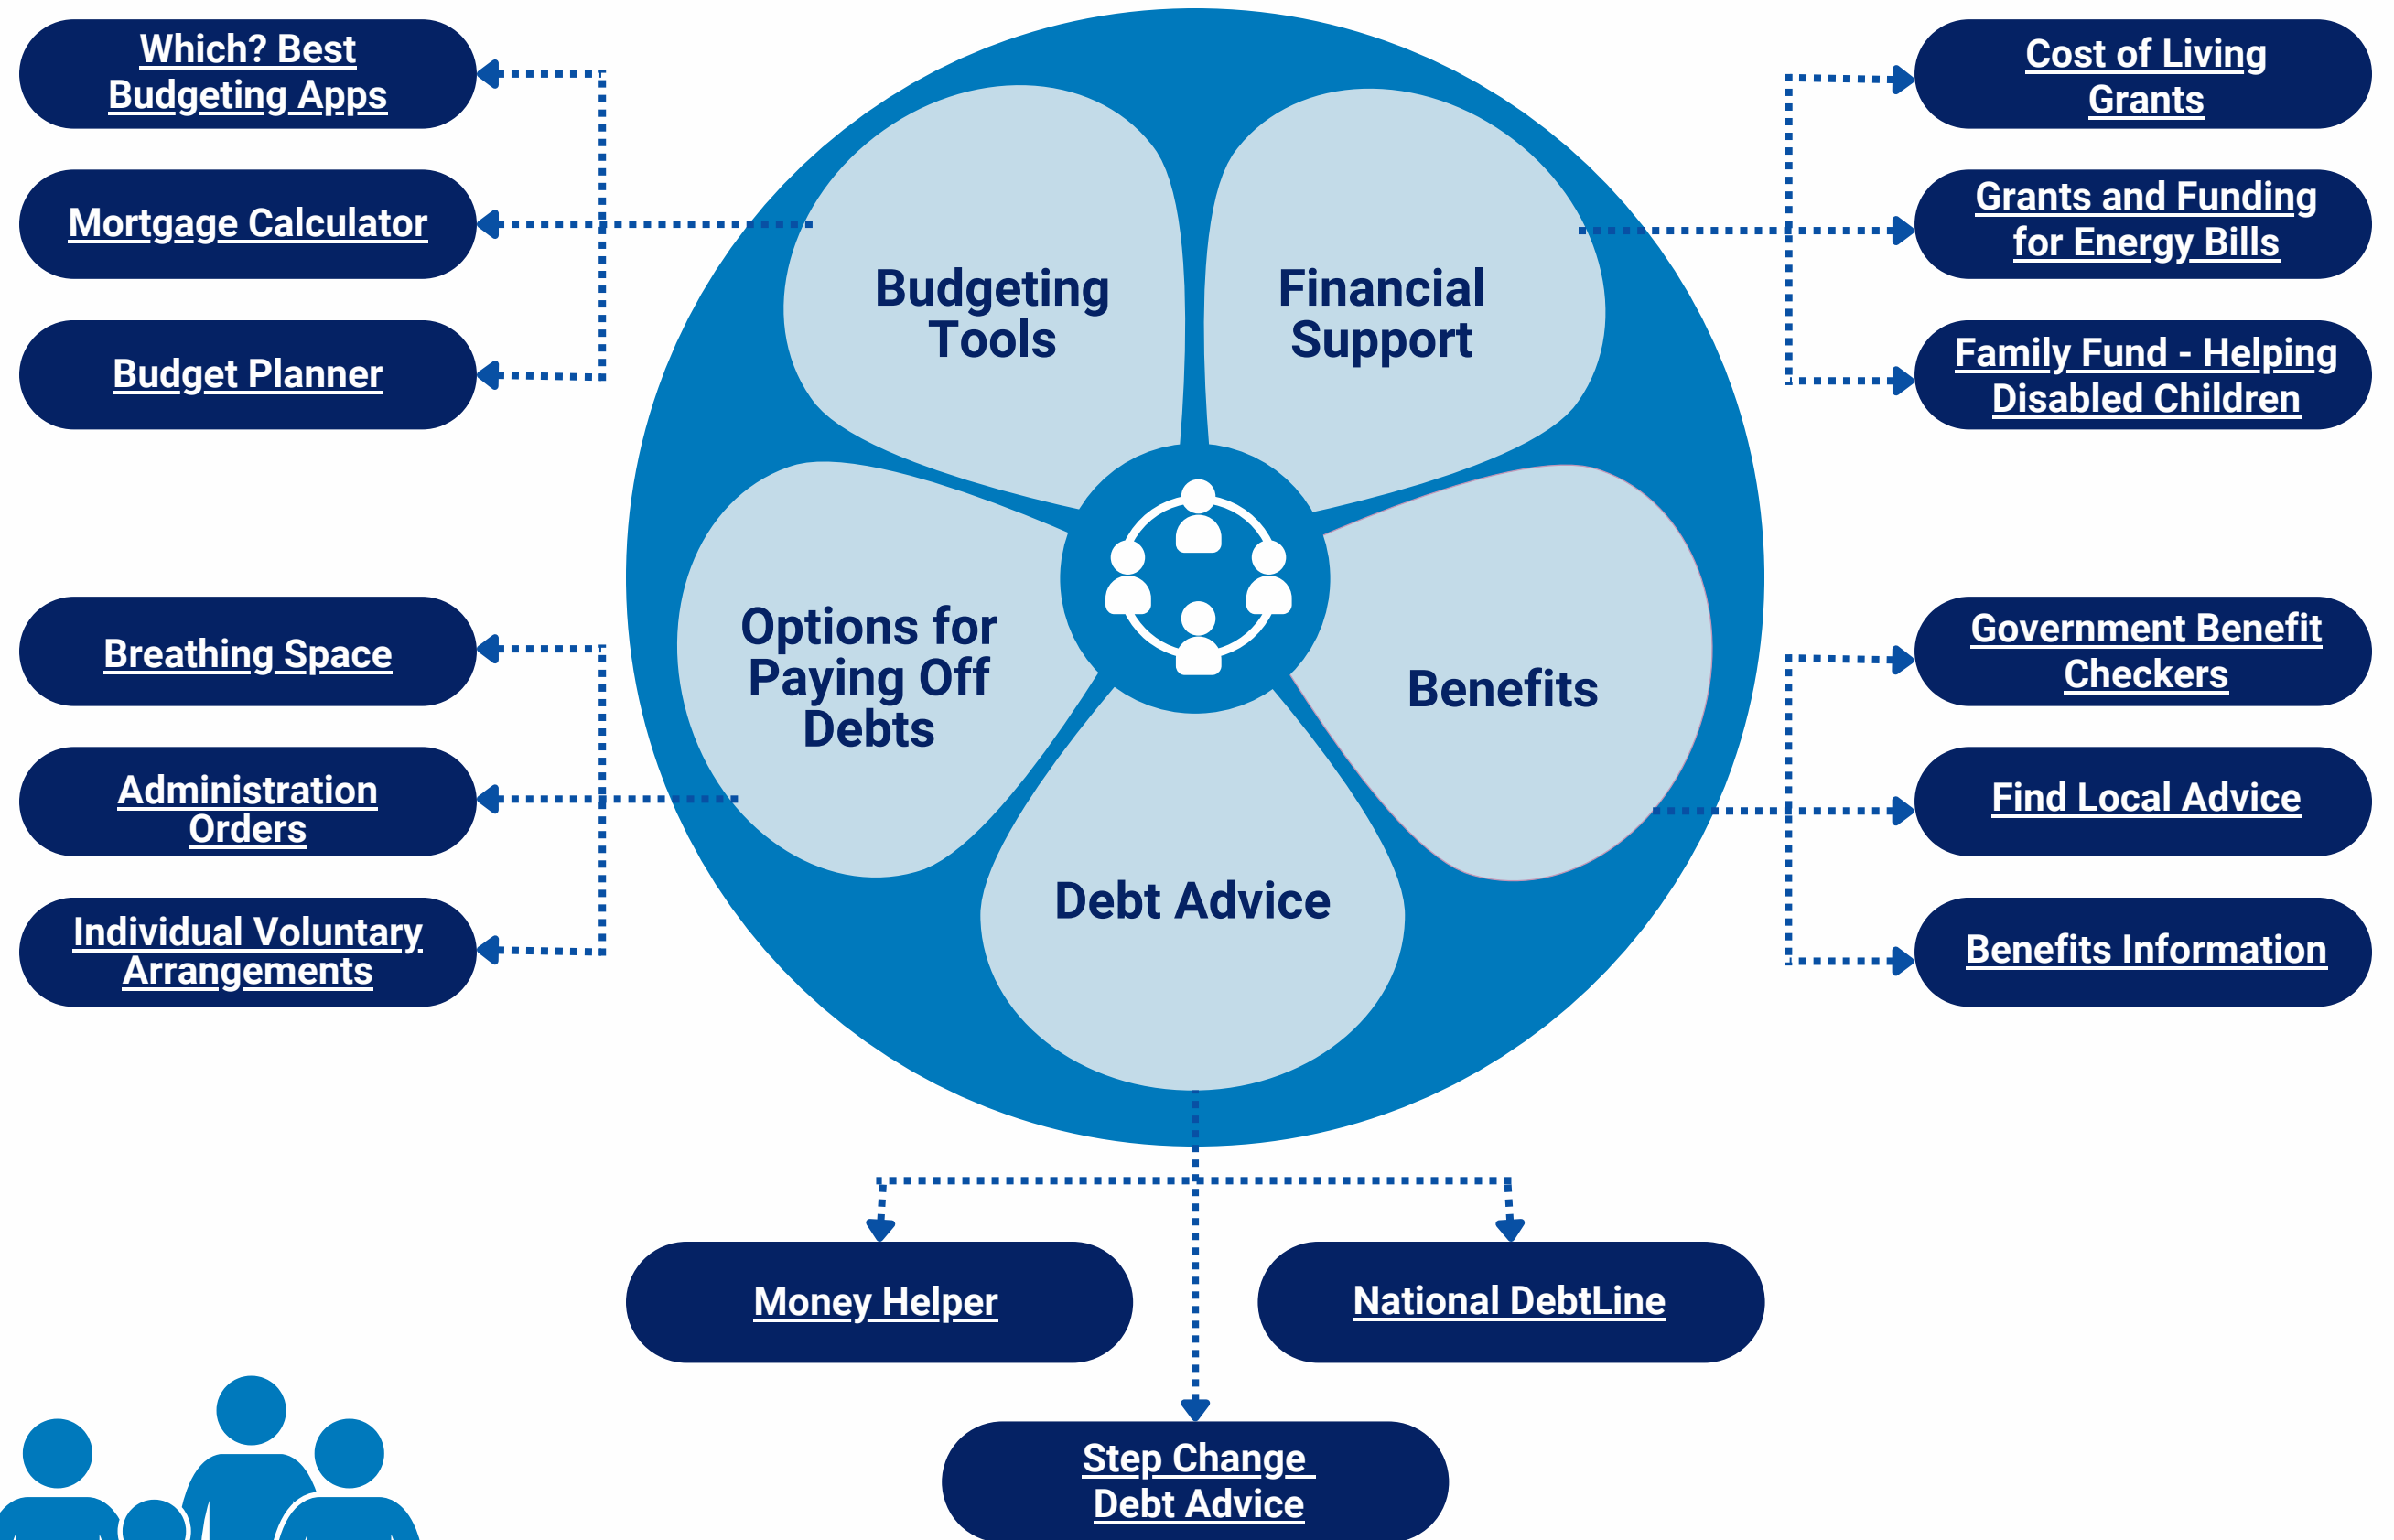 Which? Best
Budgeting Apps
Mortgage Calculator
Budget Planner
Budgeting
Tools
Financial
Support
Cost of Living
Grants
Grants and Funding
for Energy Bills
Family Fund - Helping
Disabled Children
Breathing Space
Administration
Orders
Individual Voluntary
Arrangements
Options for
Paying Off
Debts
Benefits
Government Benefit
Checkers
Find Local Advice
Benefits Information
Debt Advice
Money Helper
National DebtLine
Step Change
Debt Advice